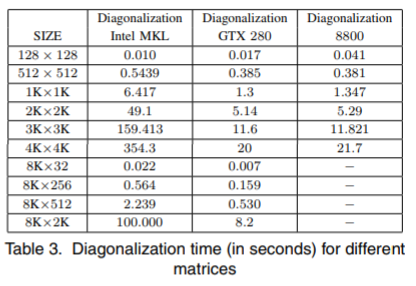 SIZE Diagonalization Intel MKL Diagonalization GTX 280 Diagonalization 8800
128 × 128 0.010 0.017 0.041
512 × 512 0.5439 0.385 0.381
1K×1K 6.417 1.3 1.347
2K×2K 49.1 5.14 5.29
3K×3K 159.413 11.6 11.821
4K×4K 354.3 20 21.7
8K×32 0.022 0.007 –
8K×256 0.564 0.159 –
8K×512 2.239 0.530 –
8K×2K 100.000 8.2 –
Table 3. Diagonalization time (in seconds) for different
matrices